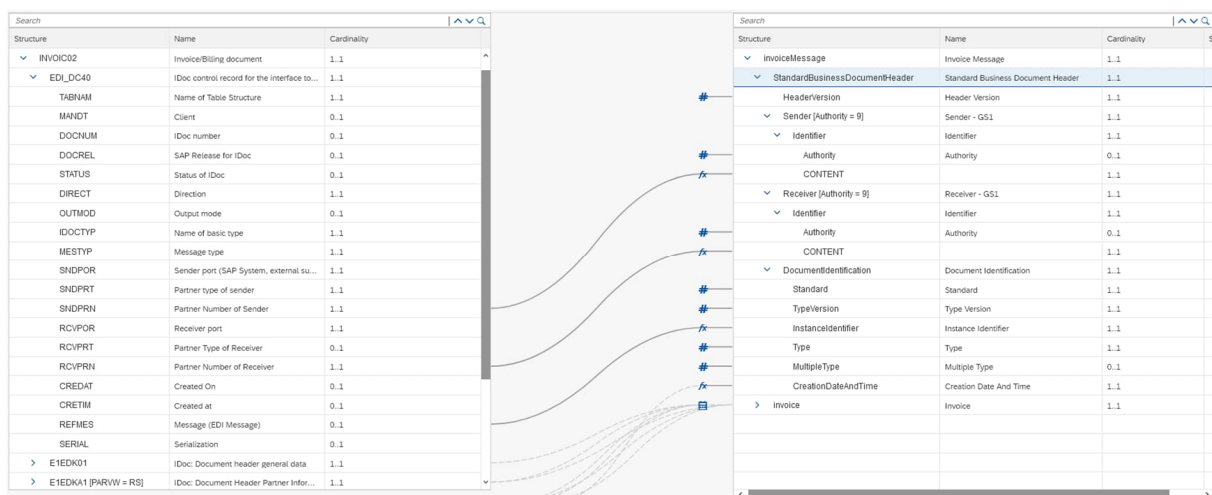 Search
Structure Name Cardinality
INVOIC02 Invoice/Billing document 1..1
EDI_DC40 IDoc control record for the interface to... 1..1
TABNAM Name of Table Structure 1..1
MANDT Client 0..1
DOCNUM IDoc number 0..1
DOCREL SAP Release for IDoc 0..1
STATUS Status of IDoc 0..1
DIRECT Direction 1..1
OUTMOD Output mode 0..1
IDOCTYP Name of basic type 1..1
MESTYP Message type 1..1
SNDPOR Sender port (SAP System, external su... 1..1
SNDPRT Partner type of sender 1..1
SNDPRN Partner Number of Sender 1..1
RCVPOR Receiver port 1..1
RCVPRT Partner Type of Receiver 0..1
RCVPRN Partner Number of Receiver 1..1
CREDAT Created On 0..1
CRETIM Created at 0..1
REFMES Message (EDI Message) 0..1
SERIAL Serialization 0..1
E1EDK01 IDoc: Document header general data 1..1
E1EDKA1 [PARVW = RS] IDoc: Document Header Partner Infor... 1..1
#
#
fx
#
fx
#
#
fx
#
#
fx
Search
Structure Name Cardinality S
invoiceMessage Invoice Message 1..1
StandardBusinessDocumentHeader Standard Business Document Header 1..1
HeaderVersion Header Version 1..1
Sender [Authority = 9] Sender - GS1 1..1
Identifier Identifier 1..1
Authority Authority 0..1
CONTENT 1..1
Receiver [Authority = 9] Receiver - GS1 1..1
Identifier Identifier 1..1
Authority Authority 0..1
CONTENT 1..1
DocumentIdentification Document Identification 1..1
Standard Standard 1..1
TypeVersion Type Version 1..1
InstanceIdentifier Instance Identifier 1..1
Type Type 1..1
MultipleType Multiple Type 0..1
CreationDateAndTime Creation Date And Time 1..1
invoice Invoice 1..1